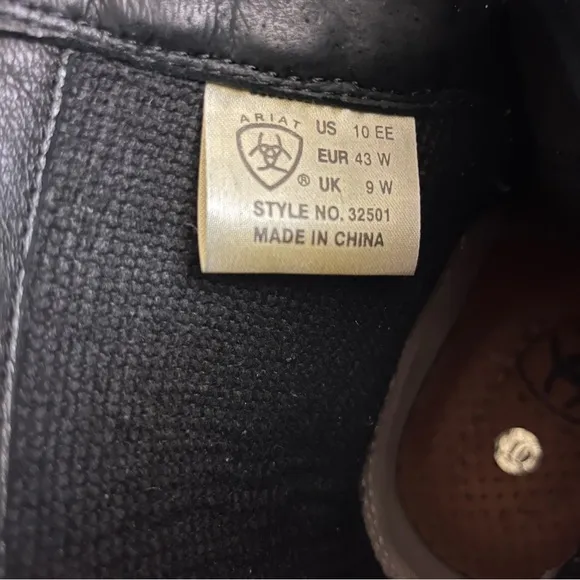 ARIAT
US 10 EE
EUR 43 W
® UK 9 W
STYLE NO. 32501
MADE IN CHINA
10